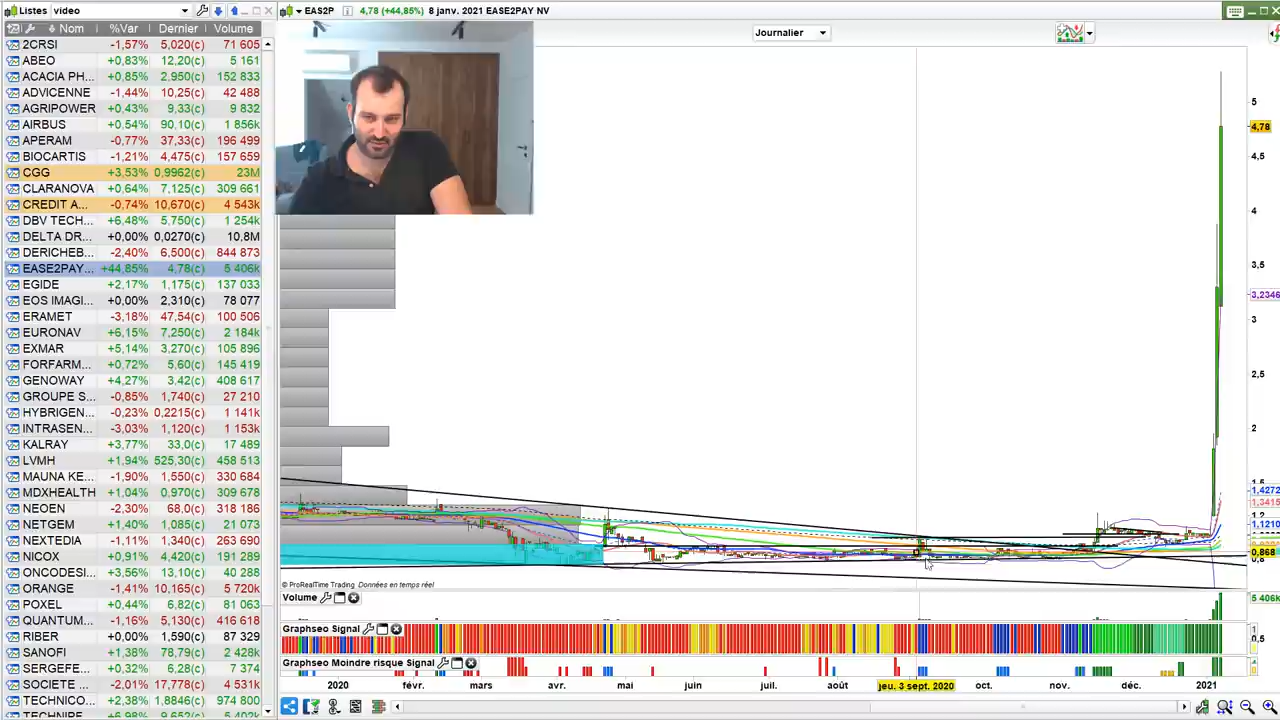 Listes video
EAS2P 4,78 (+44,85%) 8 janv. 2021 EASE2PAY NV
Nom %Var Dernier Volume
Journalier
2CRSI -1,57% 5,020(c) 71 605
ABEO +0,83% 12,20(c) 5 161
ACACIA PH... +0,85% 2,950(c) 152 833
ADVICENNE -1,44% 10,25(c) 42 488
AGRIPOWER +0,43% 9,33(c) 9 832
AIRBUS +0,54% 90,10(c) 1 856k
APERAM -0,77% 37,33(c) 196 499
BIOCARTIS -1,21% 4,475(c) 157 659
CGG +3,53% 0,9962(c) 23M
CLARANOVA +0,64% 7,125(c) 309 661
CREDIT A... -0,74% 10,670(c) 4 543k
DBV TECH... +6,48% 5,750(c) 1 254k
DELTA DR... +0,00% 0,0270(c) 10,8M
DERICHEB... -2,40% 6,500(c) 844 873
EASE2PAY... +44,85% 4,78(c) 5 406k
EGIDE +2,17% 1,175(c) 137 033
EOS IMAGI... +0,00% 2,310(c) 78 077
ERAMET -3,18% 47,54(c) 100 506
EURONAV +6,15% 7,250(c) 2 184k
EXMAR +5,14% 3,270(c) 105 896
FORFARM... +0,72% 5,60(c) 145 419
GENOWAY +4,27% 3,42(c) 408 617
GROUPE S... -0,85% 1,740(c) 27 210
HYBRIGEN... -0,23% 0,2215(c) 1 141k
INTRASEN... -3,03% 1,120(c) 1 153k
KALRAY +3,77% 33,0(c) 17 489
LVMH +1,94% 525,30(c) 458 513
MAUNA KE... -1,90% 1,550(c) 330 684
MDXHEALTH +1,04% 0,970(c) 309 678
NEOEN -2,30% 68,0(c) 318 186
NETGEM +1,40% 1,085(c) 21 073
NEXTEDIA -1,11% 1,340(c) 263 690
NICOX +0,91% 4,420(c) 191 289
ONCODESI... +3,56% 13,10(c) 40 288
ORANGE -1,41% 10,165(c) 5 720k
POXEL +0,44% 6,82(c) 81 063
QUANTUM... -1,16% 5,130(c) 416 618
RIBER +0,00% 1,590(c) 87 329
SANOFI +1,38% 78,79(c) 2 428k
SERGEFE... +0,32% 6,28(c) 7 374
SOCIETE ... -2,01% 17,778(c) 4 531k
TECHNICO... +2,38% 1,8846(c) 974 800
TECHNIPE... +6,98% 9,652(c) 5 402k
5
4,78
4,5
4
3,5
3,2346
3
2,5
2
1,4272
1,3415
1,2
1,1210
0,868
© ProRealTime Trading Données en temps réel
Volume
5 406k
Graphseo Signal
1
0,5
Graphseo Moindre risque Signal
2020 févr. mars avr. mai juin juil. août jeu. 3 sept. 2020 oct. nov. déc. 2021